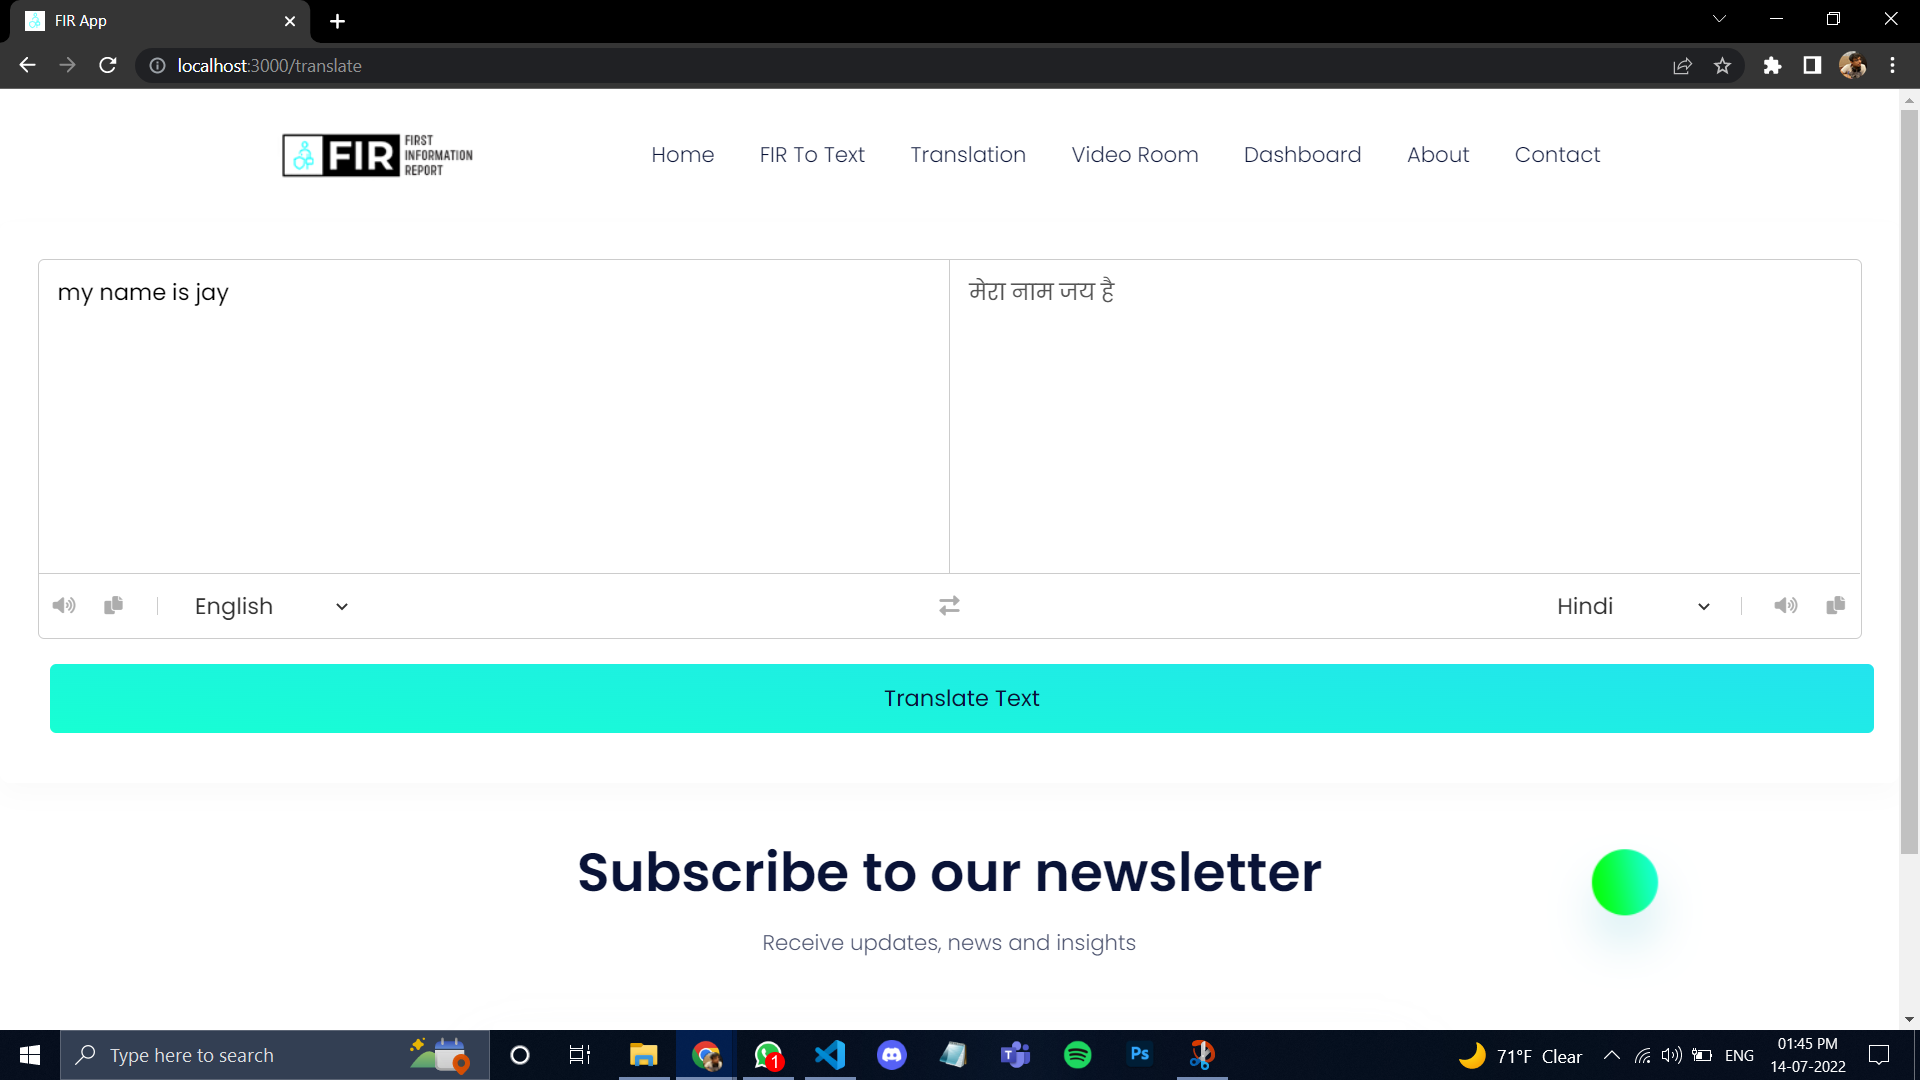 FIR App
localhost:3000/translate
FIR FIRST INFORMATION REPORT
Home FIR To Text Translation Video Room Dashboard About Contact
my name is jay
मेरा नाम जय है
English
Hindi
Translate Text
Subscribe to our newsletter
Receive updates, news and insights
Type here to search
1
Ps
71°F Clear
ENG
01:45 PM
14-07-2022